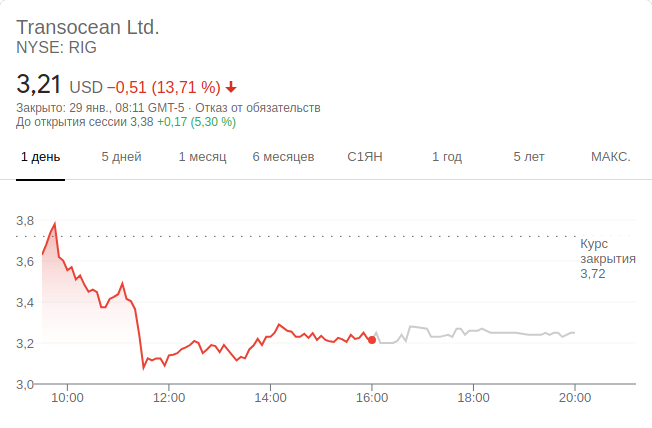 Transocean Ltd.
NYSE: RIG
3,21 USD −0,51 (13,71 %)
Закрыто: 29 янв., 08:11 GMT-5 · Отказ от обязательств
До открытия сессии 3,38 +0,17 (5,30 %)
1 день 5 дней 1 месяц 6 месяцев С1ЯН 1 год 5 лет МАКС.
3,8
Курс
закрытия
3,72
3,6
3,4
3,2
3,0
10:00 12:00 14:00 16:00 18:00 20:00